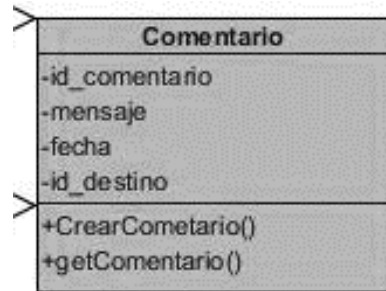 Comentario
-id_comentario
-mensaje
-fecha
-id_destino
+CrearCometario()
+getComentario()